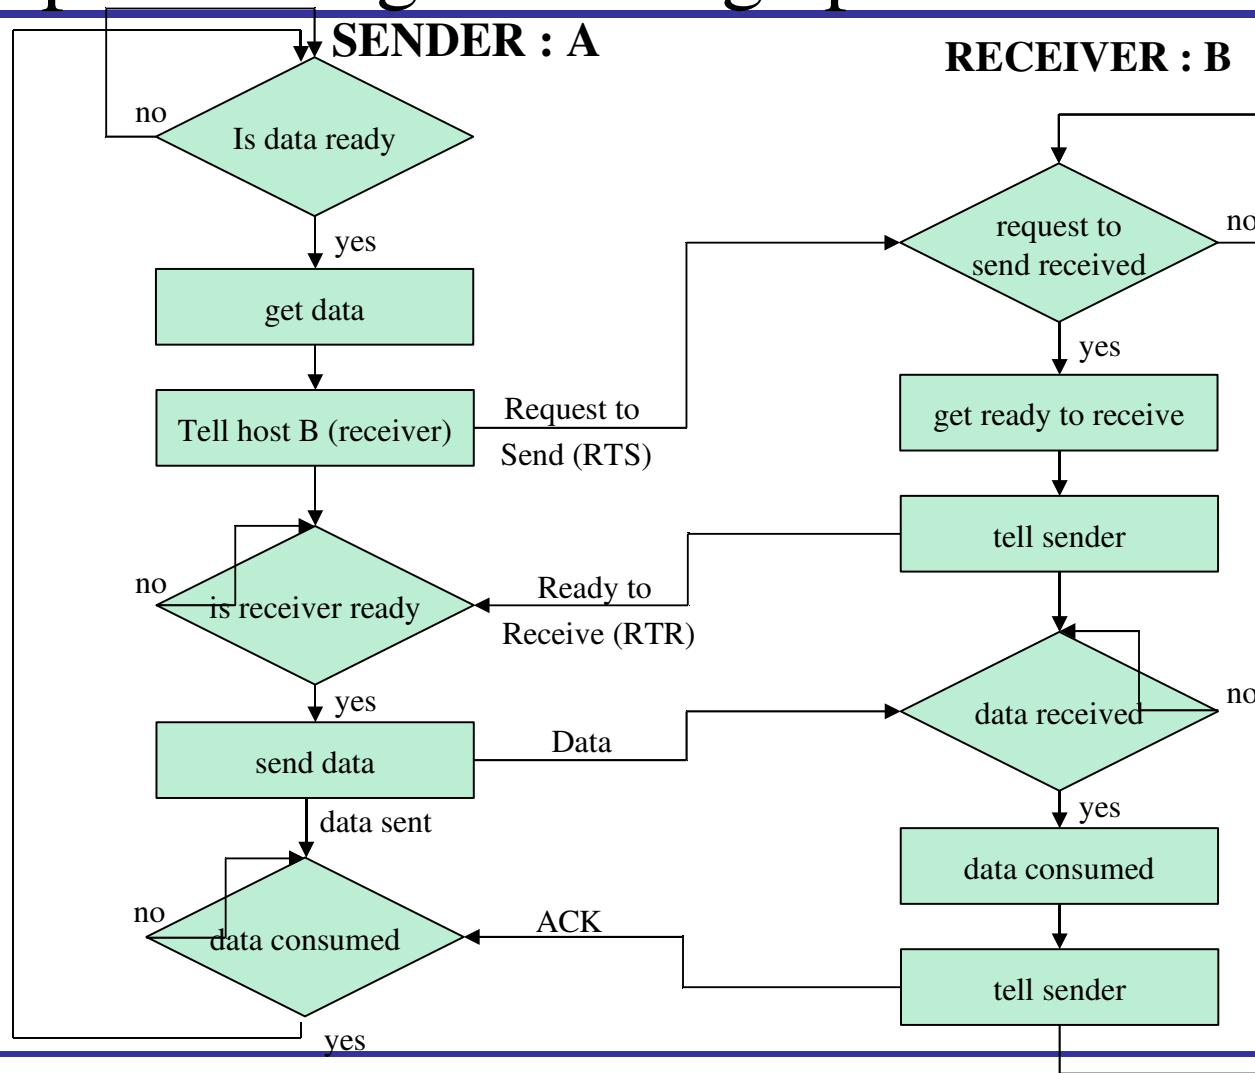 SENDER : A
RECEIVER : B
no
Is data ready
yes
get data
Tell host B (receiver)
Request to
Send (RTS)
request to
send received
no
yes
get ready to receive
tell sender
no
is receiver ready
Ready to
Receive (RTR)
yes
send data
Data
data received
no
data sent
yes
data consumed
no
data consumed
ACK
tell sender
yes